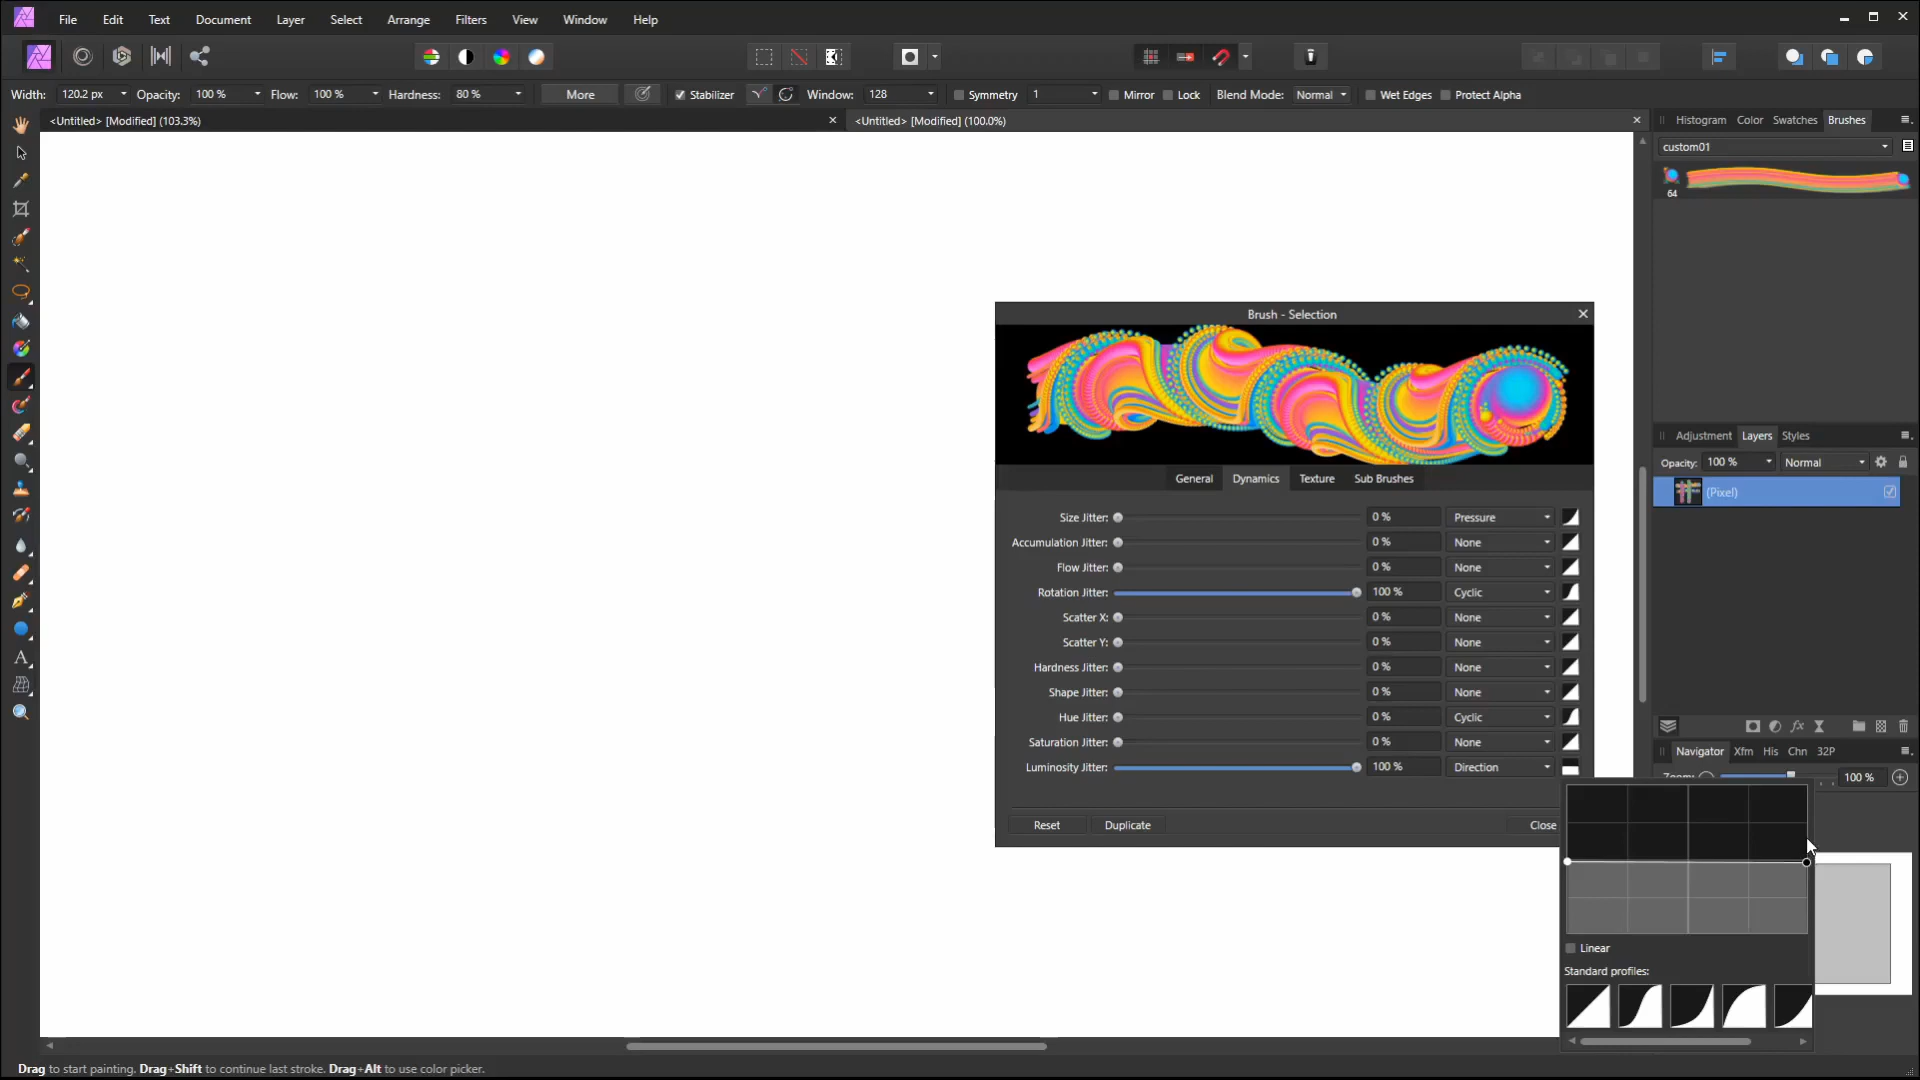 File Edit Text Document Layer Select Arrange Filters View Window Help
Width: 120.2 px Opacity: 100 % Flow: 100 % Hardness: 80 % More Stabilizer Window: 128 Symmetry 1 Mirror Lock Blend Mode: Normal Wet Edges Protect Alpha
<Untitled> [Modified] (103.3%) <Untitled> [Modified] (100.0%)
Histogram Color Swatches Brushes
custom01
64
Brush - Selection
General Dynamics Texture Sub Brushes
Size Jitter: 0 % Pressure
Accumulation Jitter: 0 % None
Flow Jitter: 0 % None
Rotation Jitter: 100 % Cyclic
Scatter X: 0 % None
Scatter Y: 0 % None
Hardness Jitter: 0 % None
Shape Jitter: 0 % None
Hue Jitter: 0 % Cyclic
Saturation Jitter: 0 % None
Luminosity Jitter: 100 % Direction
Reset Duplicate Close
Adjustment Layers Styles
Opacity: 100 % Normal
(Pixel)
Navigator Xfm His Chn 32P
Zoom: 100 %
Linear
Standard profiles:
Drag to start painting. Drag+Shift to continue last stroke. Drag+Alt to use color picker.